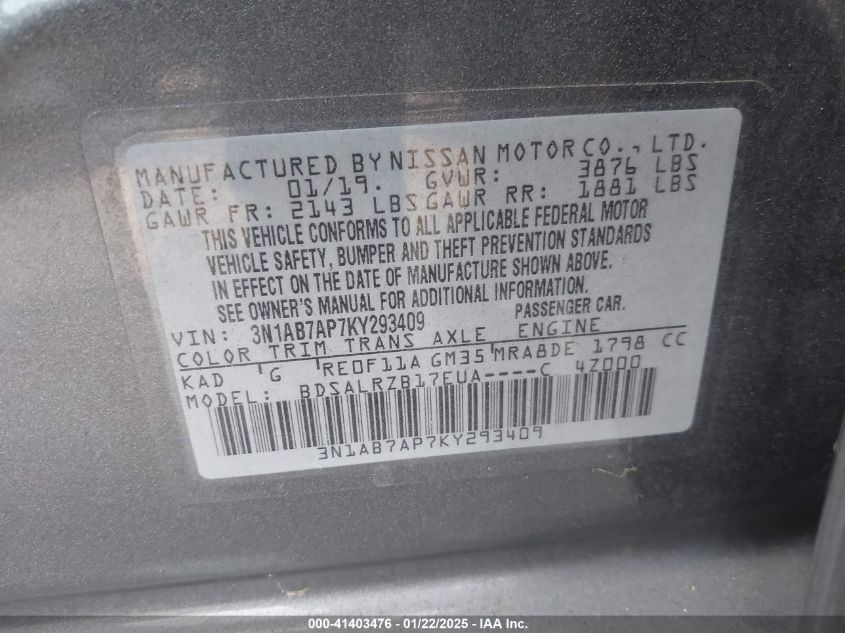 MANUFACTURED BY NISSAN MOTOR CO., LTD.
DATE: 01/19. GVWR: 3876 LBS
GAWR FR: 2143 LBS GAWR RR: 1881 LBS
THIS VEHICLE CONFORMS TO ALL APPLICABLE FEDERAL MOTOR
VEHICLE SAFETY, BUMPER AND THEFT PREVENTION STANDARDS
IN EFFECT ON THE DATE OF MANUFACTURE SHOWN ABOVE.
SEE OWNER'S MANUAL FOR ADDITIONAL INFORMATION.
VIN: 3N1AB7AP7KY293409 PASSENGER CAR.
COLOR TRIM TRANS AXLE ENGINE
KAD G RE0F11A GM35 MRA8DE 1798 CC
MODEL: BDSALRZB17EUA----C 4Z000
3N1AB7AP7KY293409
000-41403476 - 01/22/2025 - IAA Inc.